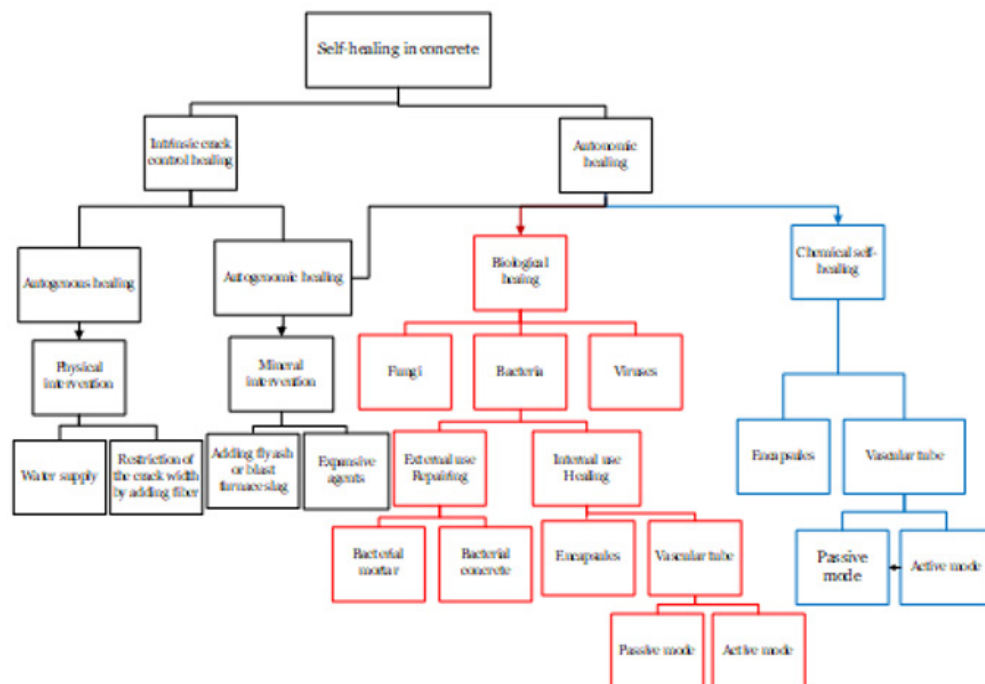 Self-healing in concrete
Intrinsic crack
control healing
Autonomic
healing
Autogenous healing
Autogenomic healing
Biological
healing
Chemical self-
healing
Physical
intervention
Mineral
intervention
Fungi
Bacteria
Viruses
Water supply
Restriction of
the crack width
by adding fiber
Adding fly ash
or blast
furnace slag
Expansive
agents
External use
Repairing
Internal use
Healing
Encapsules
Vascular tube
Bacterial
mortar
Bacterial
concrete
Encapsules
Vascular tube
Passive
mode
Active mode
Passive mode
Active mode